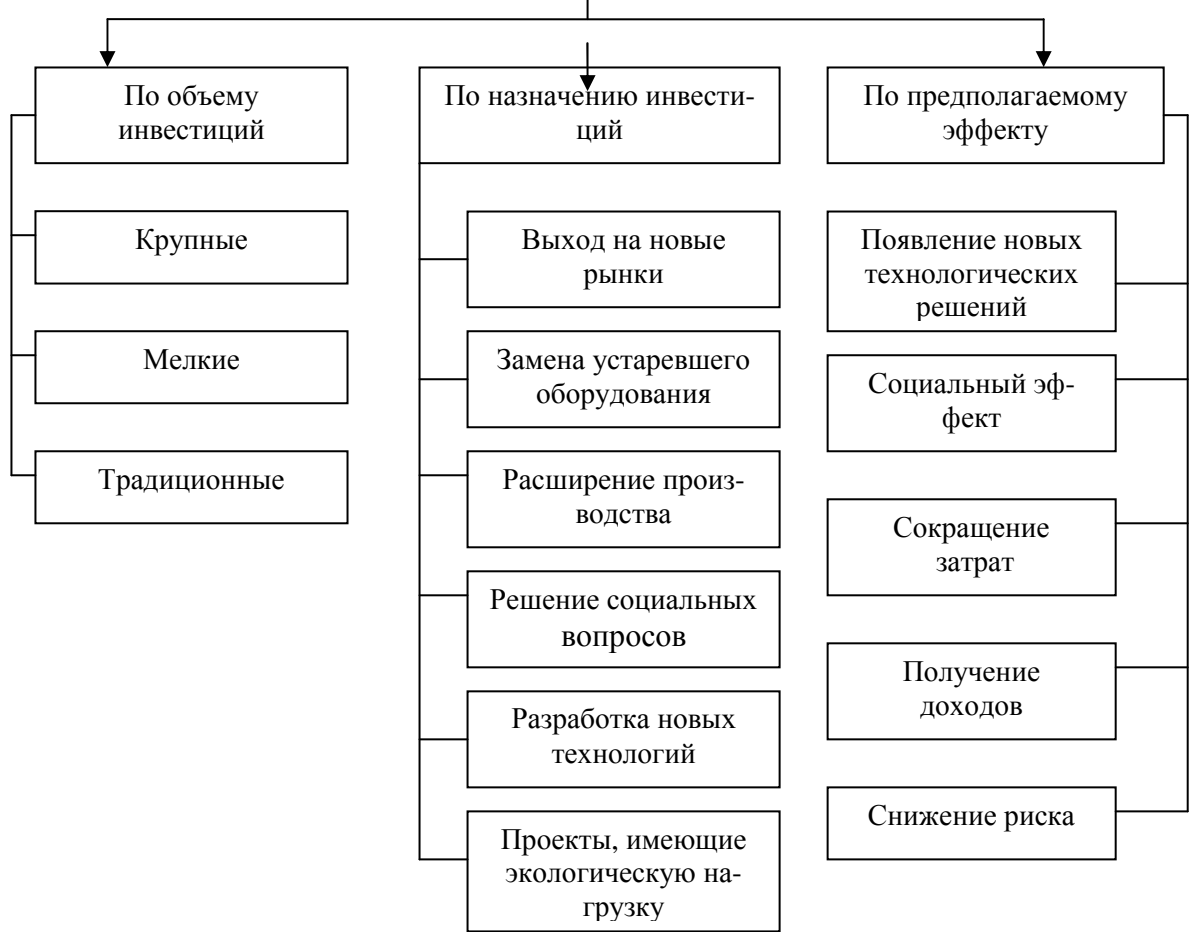 По объему
инвестиций
Крупные
Мелкие
Традиционные
По назначению инвести-
ций
Выход на новые
рынки
Замена устаревшего
оборудования
Расширение произ-
водства
Решение социальных
вопросов
Разработка новых
технологий
Проекты, имеющие
экологическую на-
грузку
По предполагаемому
эффекту
Появление новых
технологических
решений
Социальный эф-
фект
Сокращение
затрат
Получение
доходов
Снижение риска